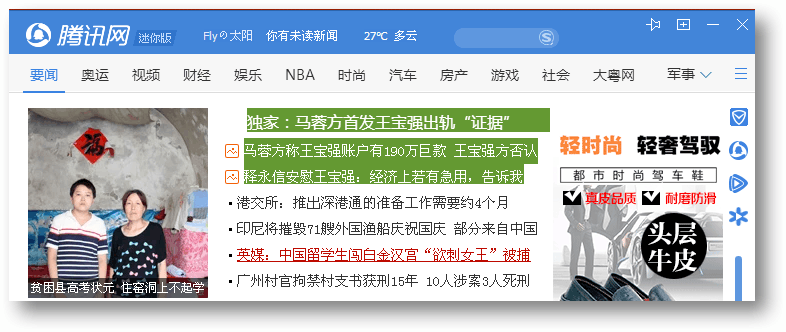 腾讯网 迷你版 Fly☉太阳 你有未读新闻 27℃ 多云
要闻 奥运 视频 财经 娱乐 NBA 时尚 汽车 房产 游戏 社会 大粤网 军事
福
贫困县高考状元 住窑洞上不起学
独家：马蓉方首发王宝强出轨“证据”
马蓉方称王宝强账户有190万巨款 王宝强方否认
释永信安慰王宝强：经济上若有急用，告诉我
港交所：推出深港通的准备工作需要约4个月
印尼将摧毁71艘外国渔船庆祝国庆 部分来自中国
英媒：中国留学生闯白金汉宫“欲刺女王”被捕
广州村官拘禁村支书获刑15年 10人涉案3人死刑
轻时尚 轻奢驾驭
都市时尚驾车鞋
真皮品质 耐磨防滑
头层
牛皮